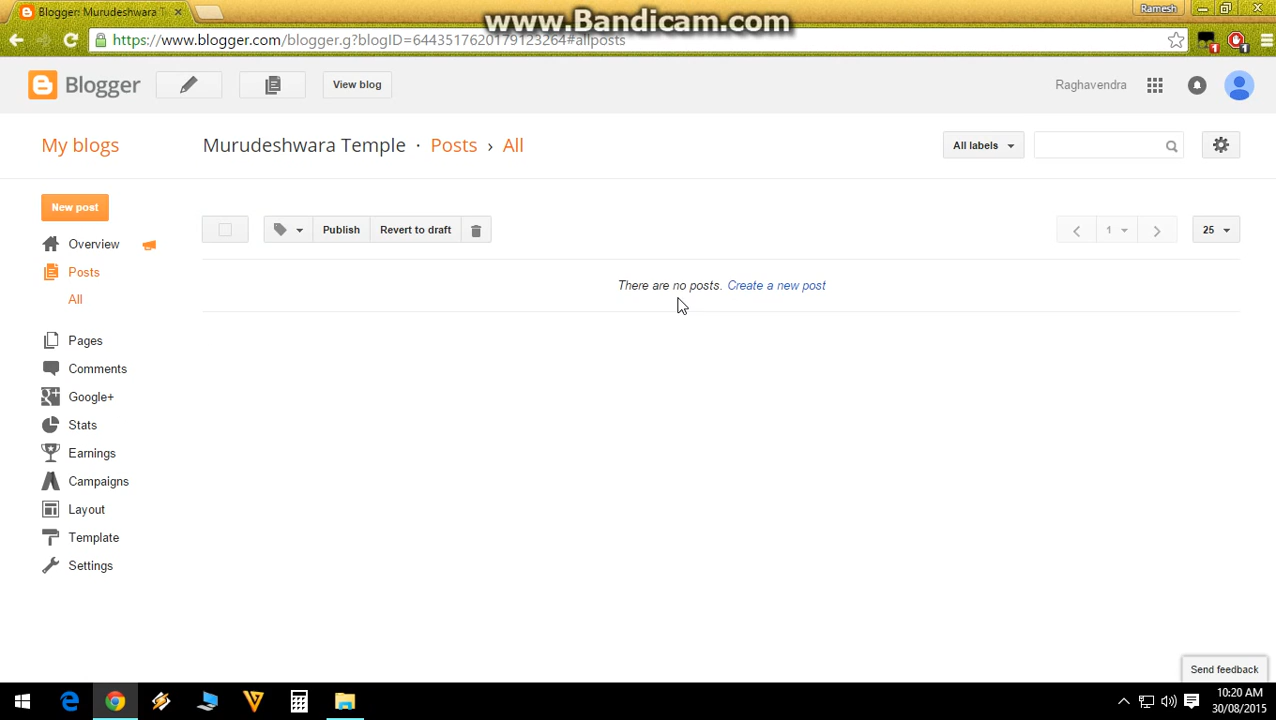 Blogger: Murudeshwara T
www.Bandicam.com
Ramesh
https://www.blogger.com/blogger.g?blogID=6443517620179123264#allposts
1
1
Blogger
View blog
Raghavendra
My blogs
Murudeshwara Temple · Posts › All
All labels
New post
Publish
Revert to draft
1
25
Overview
Posts
All
There are no posts. Create a new post
Pages
Comments
Google+
Stats
Earnings
Campaigns
Layout
Template
Settings
Send feedback
10:20 AM
30/08/2015